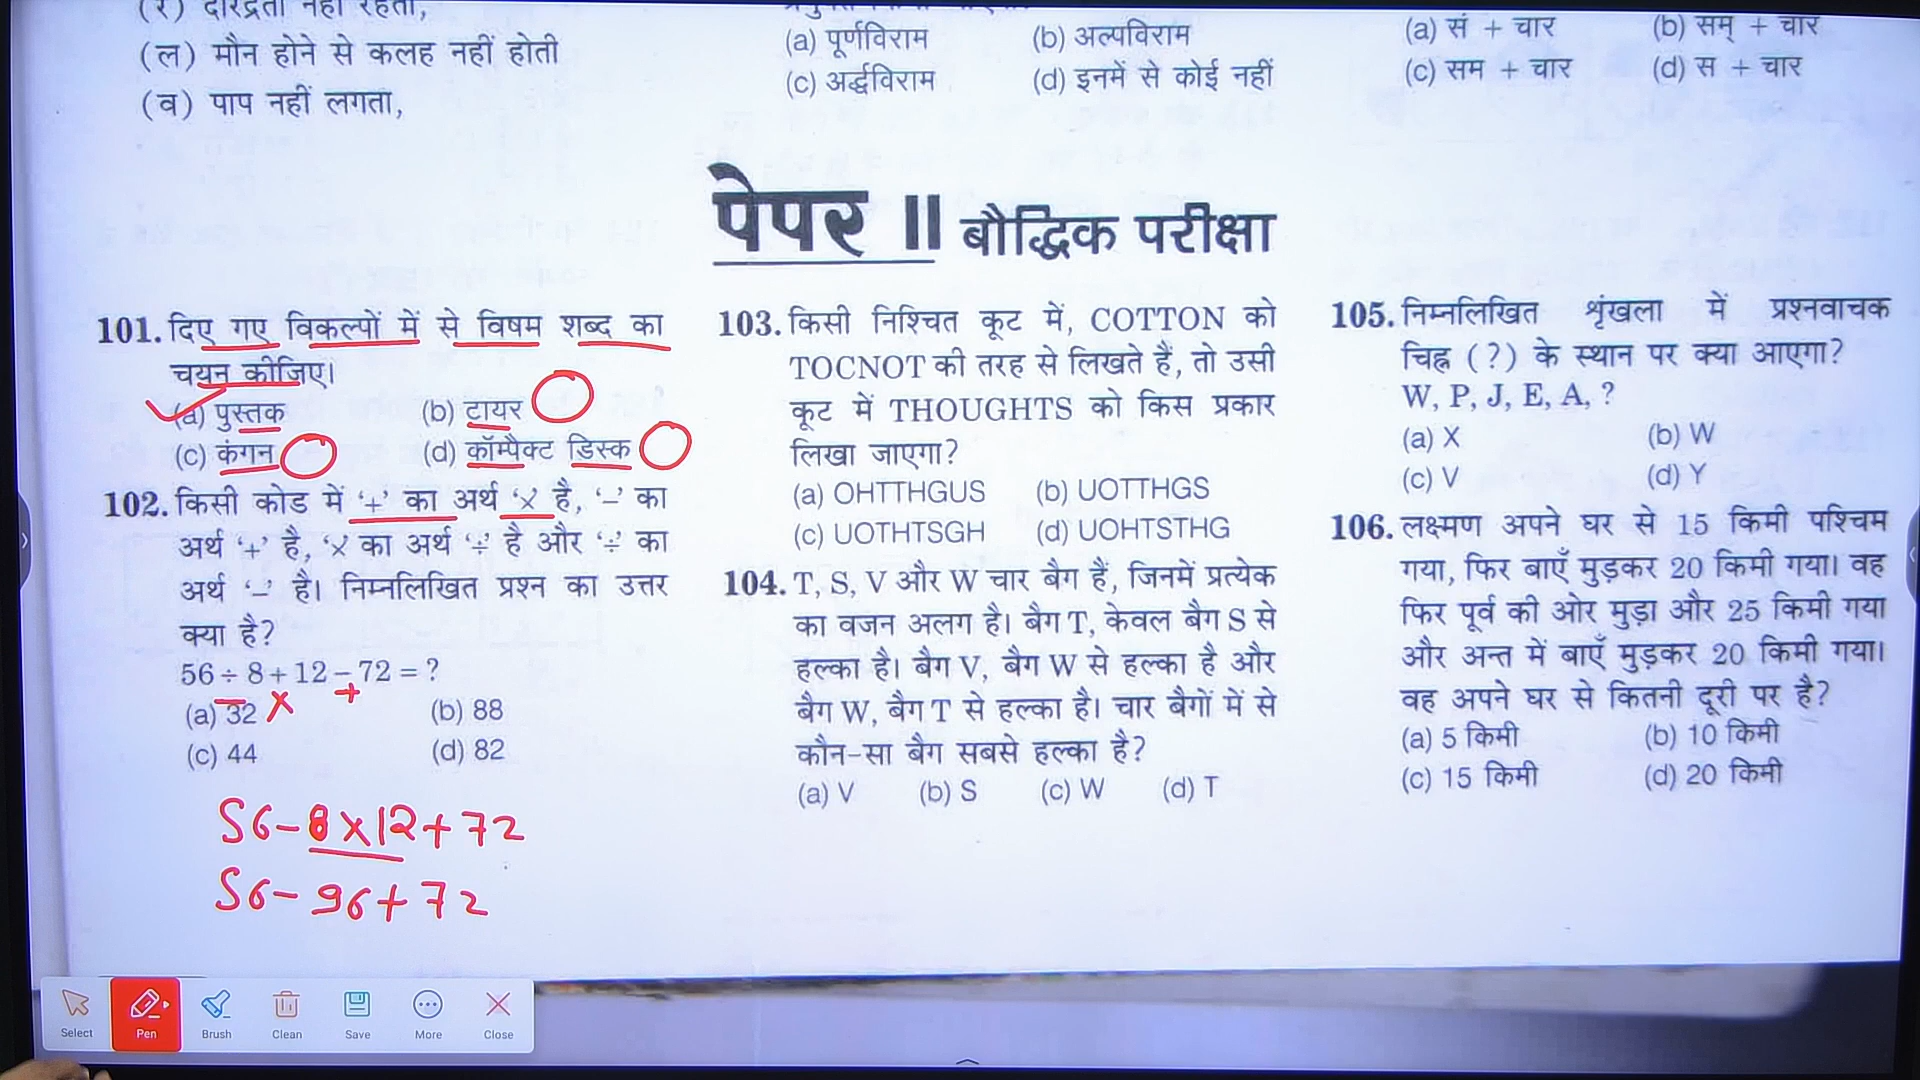 (र) दरिद्रता नहीं रहती,
(ल) मौन होने से कलह नहीं होती
(व) पाप नहीं लगता,
(a) पूर्णविराम (b) अल्पविराम
(c) अर्द्धविराम (d) इनमें से कोई नहीं
(a) सं + चार (b) सम् + चार
(c) सम + चार (d) स + चार
पेपर II बौद्धिक परीक्षा
101. दिए गए विकल्पों में से विषम शब्द का
चयन कीजिए।
(a) पुस्तक (b) टायर
(c) कंगन (d) कॉम्पैक्ट डिस्क
102. किसी कोड में ‘+’ का अर्थ ‘×’ है, ‘–’ का
अर्थ ‘+’ है, ‘×’ का अर्थ ‘÷’ है और ‘÷’ का
अर्थ ‘–’ है। निम्नलिखित प्रश्न का उत्तर
क्या है?
56 ÷ 8 + 12 – 72 = ?
– × +
(a) 32 (b) 88
(c) 44 (d) 82
56 – 8 × 12 + 72
56 – 96 + 72
103. किसी निश्चित कूट में, COTTON को
TOCNOT की तरह से लिखते हैं, तो उसी
कूट में THOUGHTS को किस प्रकार
लिखा जाएगा?
(a) OHTTHGUS (b) UOTTHGS
(c) UOTHTSGH (d) UOHTSTHG
104. T, S, V और W चार बैग हैं, जिनमें प्रत्येक
का वजन अलग है। बैग T, केवल बैग S से
हल्का है। बैग V, बैग W से हल्का है और
बैग W, बैग T से हल्का है। चार बैगों में से
कौन-सा बैग सबसे हल्का है?
(a) V (b) S (c) W (d) T
105. निम्नलिखित शृंखला में प्रश्नवाचक
चिह्न (?) के स्थान पर क्या आएगा?
W, P, J, E, A, ?
(a) X (b) W
(c) V (d) Y
106. लक्ष्मण अपने घर से 15 किमी पश्चिम
गया, फिर बाएँ मुड़कर 20 किमी गया। वह
फिर पूर्व की ओर मुड़ा और 25 किमी गया
और अन्त में बाएँ मुड़कर 20 किमी गया।
वह अपने घर से कितनी दूरी पर है?
(a) 5 किमी (b) 10 किमी
(c) 15 किमी (d) 20 किमी
Select Pen Brush Clean Save More Close